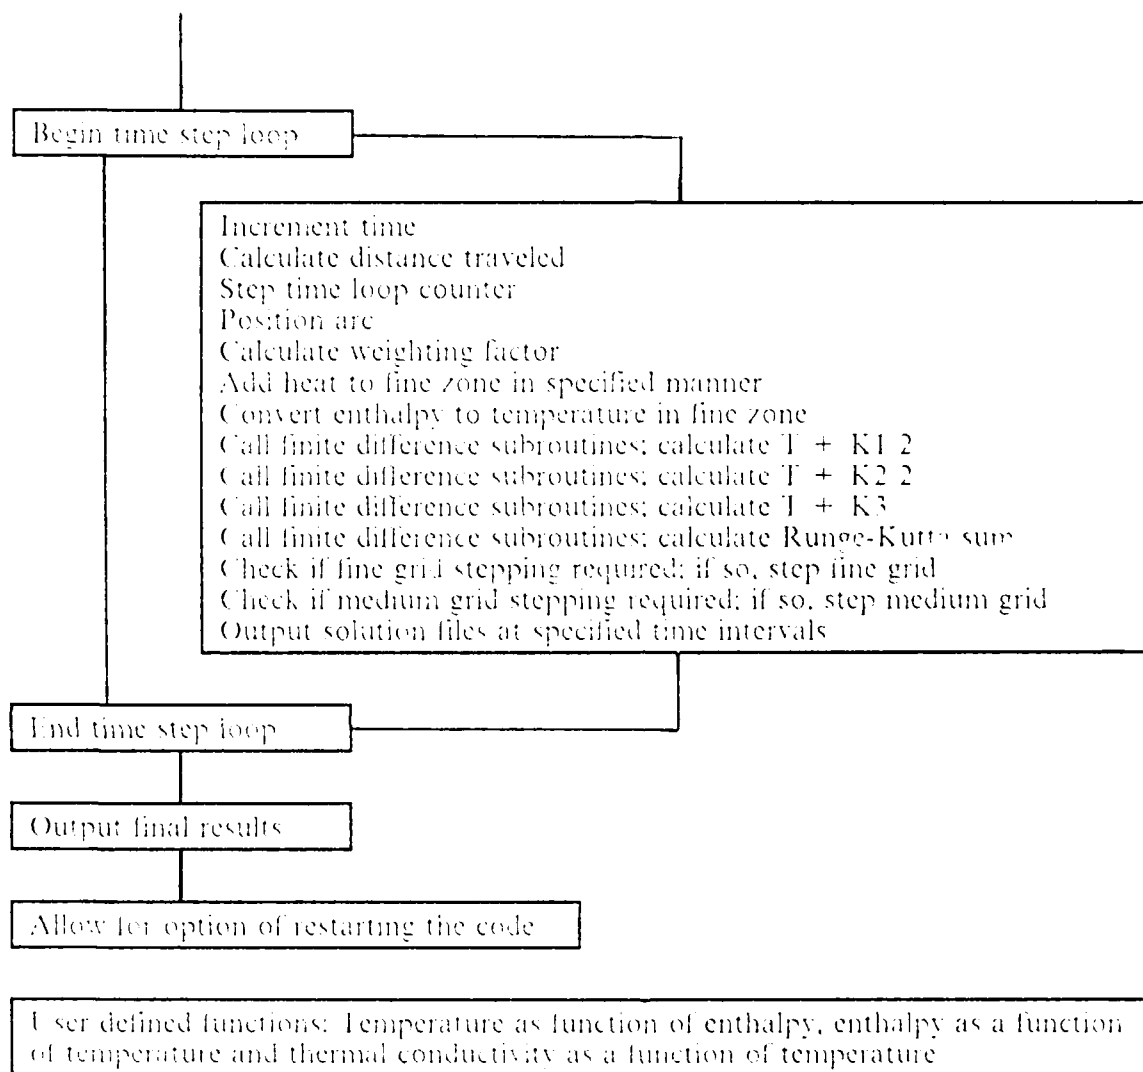 Begin time step loop
Increment time
Calculate distance traveled
Step time loop counter
Position arc
Calculate weighting factor
Add heat to fine zone in specified manner
Convert enthalpy to temperature in fine zone
Call finite difference subroutines; calculate T + K1 2
Call finite difference subroutines; calculate T + K2 2
Call finite difference subroutines; calculate T + K3
Call finite difference subroutines; calculate Runge-Kutta sum
Check if fine grid stepping required; if so, step fine grid
Check if medium grid stepping required; if so, step medium grid
Output solution files at specified time intervals
End time step loop
Output final results
Allow for option of restarting the code
User defined functions: Temperature as function of enthalpy, enthalpy as a function
of temperature and thermal conductivity as a function of temperature